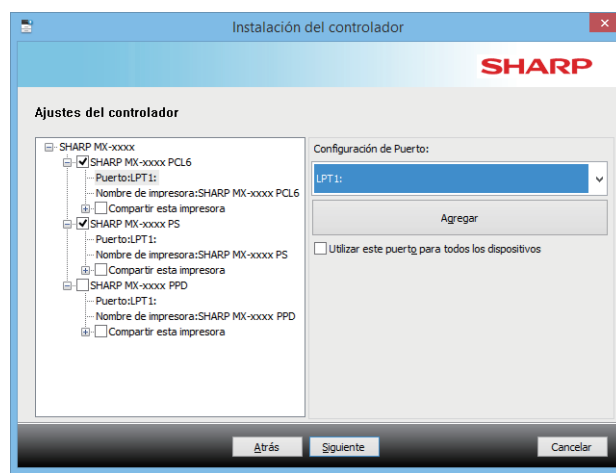 Instalación del controlador
SHARP
Ajustes del controlador
SHARP MX-xxxx
SHARP MX-xxxx PCL6
Puerto:LPT1:
Nombre de impresora:SHARP MX-xxxx PCL6
Compartir esta impresora
SHARP MX-xxxx PS
Puerto:LPT1:
Nombre de impresora:SHARP MX-xxxx PS
Compartir esta impresora
SHARP MX-xxxx PPD
Puerto:LPT1:
Nombre de impresora:SHARP MX-xxxx PPD
Compartir esta impresora
Configuración de Puerto:
LPT1:
Agregar
Utilizar este puerto para todos los dispositivos
Atrás
Siguiente
Cancelar